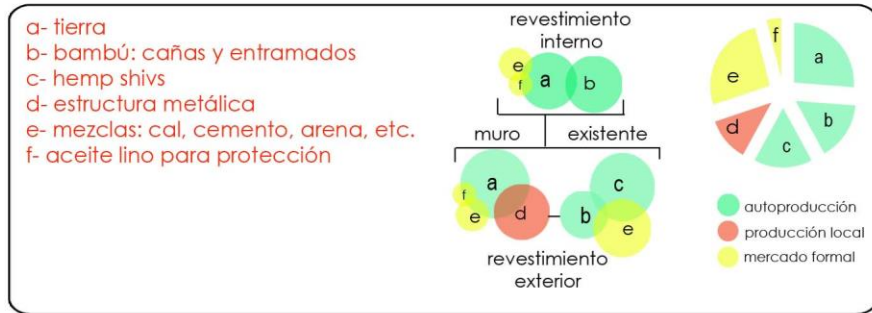 a- tierra
b- bambú: cañas y entramados
c- hemp shivs
d- estructura metálica
e- mezclas: cal, cemento, arena, etc.
f- aceite lino para protección
revestimiento
interno
e
f
a
b
muro existente
a
f
e
d
b
c
e
revestimiento
exterior
f
a
e
b
d
c
autoproducción
producción local
mercado formal